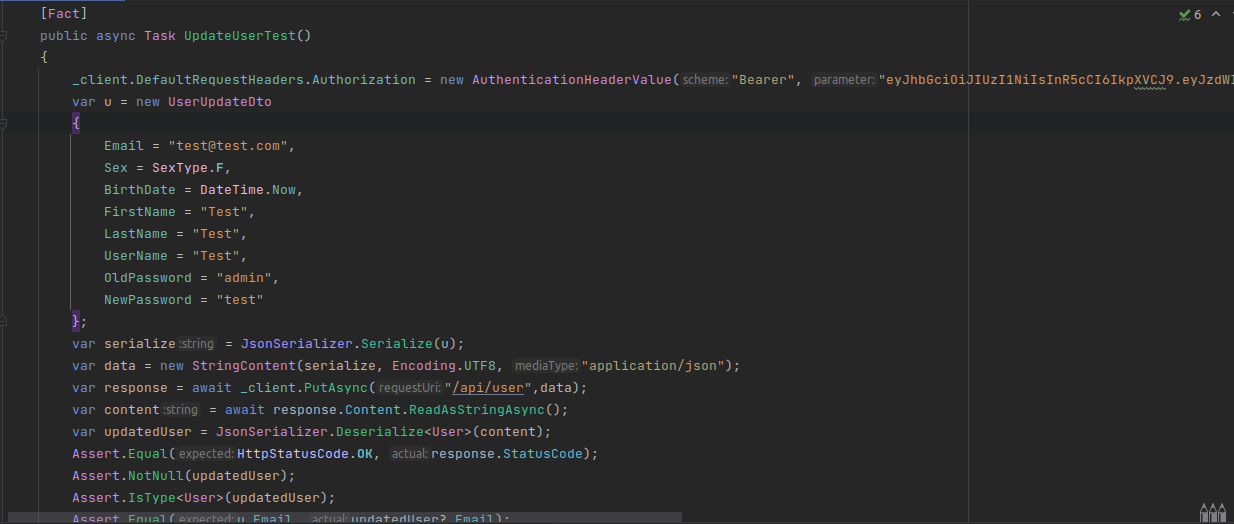 [Fact]
6
public async Task UpdateUserTest()
{
_client.DefaultRequestHeaders.Authorization = new AuthenticationHeaderValue(scheme:"Bearer", parameter:"eyJhbGciOiJIUzI1NiIsInR5cCI6IkpXVCJ9.eyJzdWI
var u = new UserUpdateDto
{
Email = "test@test.com",
Sex = SexType.F,
BirthDate = DateTime.Now,
FirstName = "Test",
LastName = "Test",
UserName = "Test",
OldPassword = "admin",
NewPassword = "test"
};
var serialize:string = JsonSerializer.Serialize(u);
var data = new StringContent(serialize, Encoding.UTF8, mediaType:"application/json");
var response = await _client.PutAsync(requestUri:"/api/user",data);
var content:string = await response.Content.ReadAsStringAsync();
var updatedUser = JsonSerializer.Deserialize<User>(content);
Assert.Equal(expected:HttpStatusCode.OK, actual:response.StatusCode);
Assert.NotNull(updatedUser);
Assert.IsType<User>(updatedUser);
Assert.Equal(expected:u.Email, actual:updatedUser?.Email);